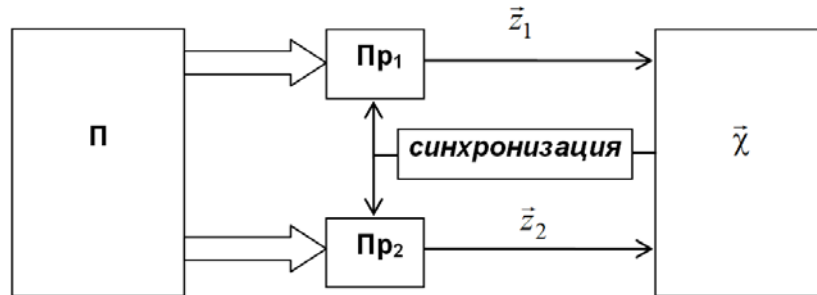 z⃗₁
Пр₁
П
синхронизация
χ⃗
Пр₂
z⃗₂